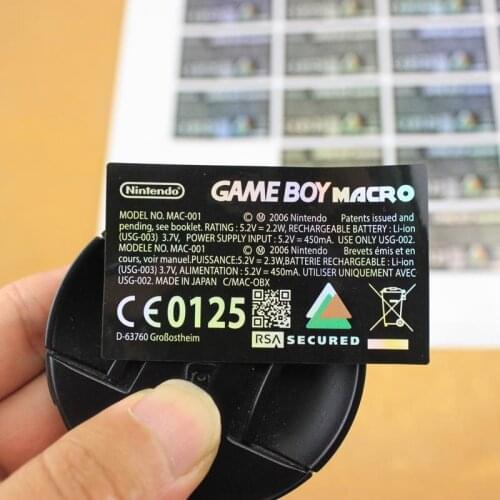 Nintendo
GAME BOY MACRO
MODEL NO. MAC-001 © Ⓜ 2006 Nintendo Patents issued and
pending, see booklet. RATING : 5.2V = 2.2W, RECHARGEABLE BATTERY : Li-ion
(USG-003) 3.7V, POWER SUPPLY INPUT : 5.2V = 450mA. USE ONLY USG-002.
MODELE NO. MAC-001 © Ⓜ 2006 Nintendo Brevets émis et en
cours, voir manuel.PUISSANCE:5.2V = 2.3W,BATTERIE RECHARGEABLE : Li-ion
(USG-003) 3.7V, ALIMENTATION : 5.2V = 450mA. UTILISER UNIQUEMENT AVEC
USG-002. MADE IN JAPAN C/MAC-OBX
CE0125
D-63760 Großostheim
RSA SECURED